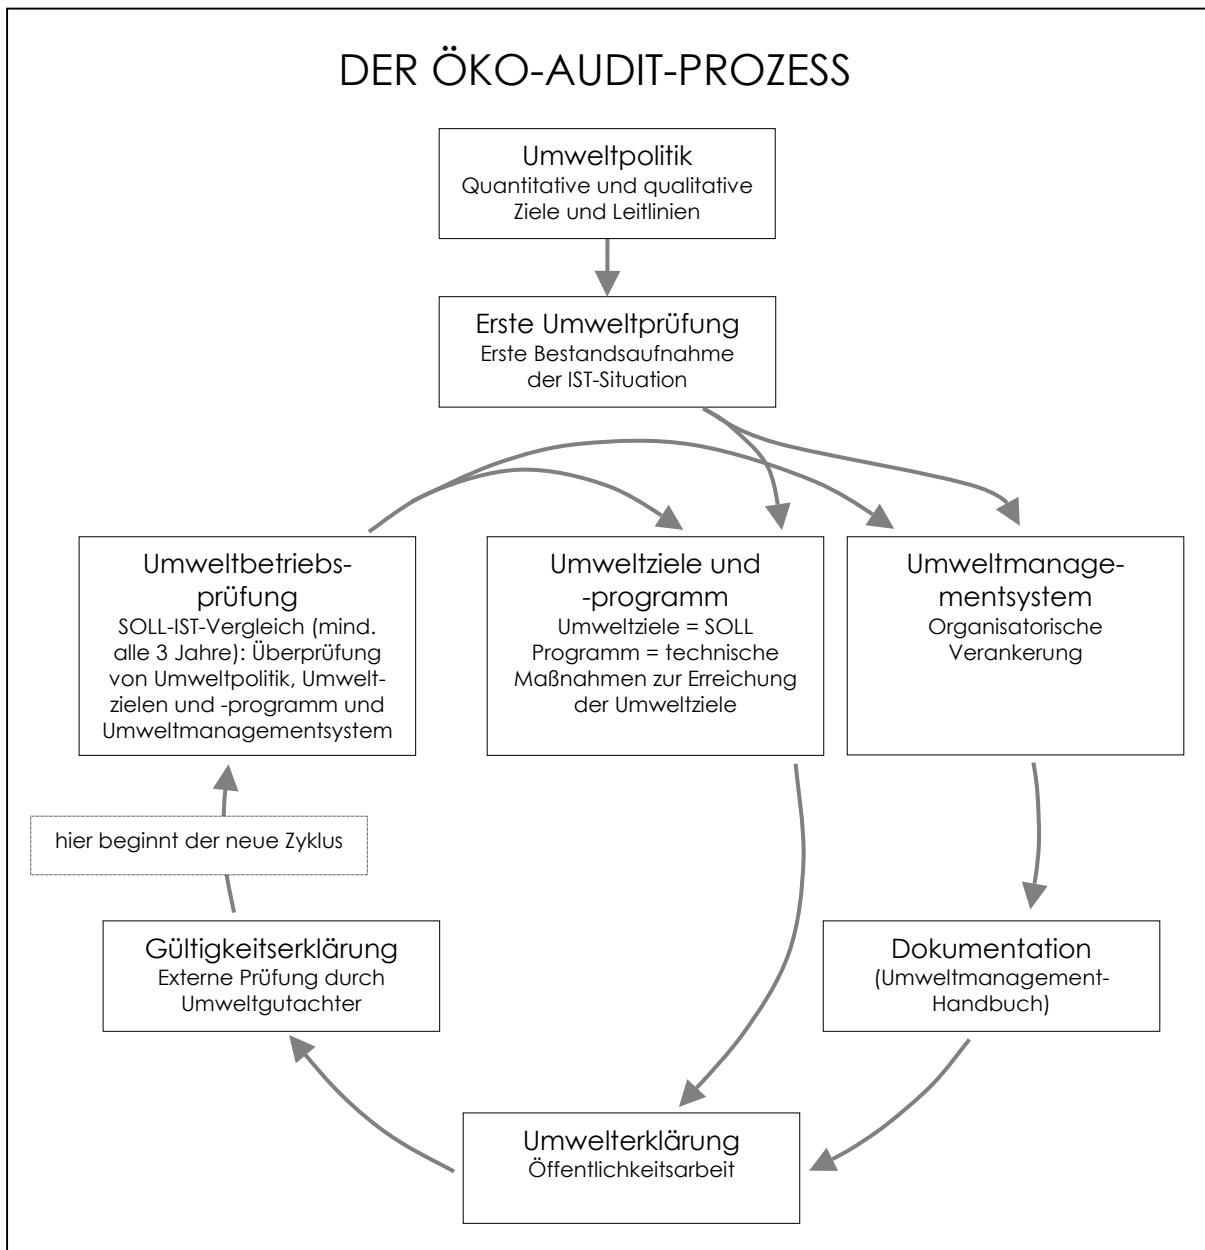 DER ÖKO-AUDIT-PROZESS
Umweltpolitik
Quantitative und qualitative
Ziele und Leitlinien
Erste Umweltprüfung
Erste Bestandsaufnahme
der IST-Situation
Umweltbetriebs-
prüfung
SOLL-IST-Vergleich (mind.
alle 3 Jahre): Überprüfung
von Umweltpolitik, Umwelt-
zielen und -programm und
Umweltmanagementsystem
Umweltziele und
-programm
Umweltziele = SOLL
Programm = technische
Maßnahmen zur Erreichung
der Umweltziele
Umweltmanage-
mentsystem
Organisatorische
Verankerung
hier beginnt der neue Zyklus
Gültigkeitserklärung
Externe Prüfung durch
Umweltgutachter
Dokumentation
(Umweltmanagement-
Handbuch)
Umwelterklärung
Öffentlichkeitsarbeit